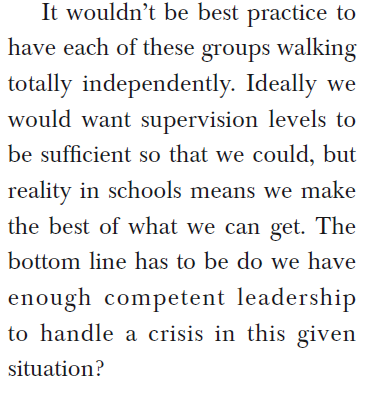 It wouldn’t be best practice to
have each of these groups walking
totally independently. Ideally we
would want supervision levels to
be sufficient so that we could, but
reality in schools means we make
the best of what we can get. The
bottom line has to be do we have
enough competent leadership
to handle a crisis in this given
situation?